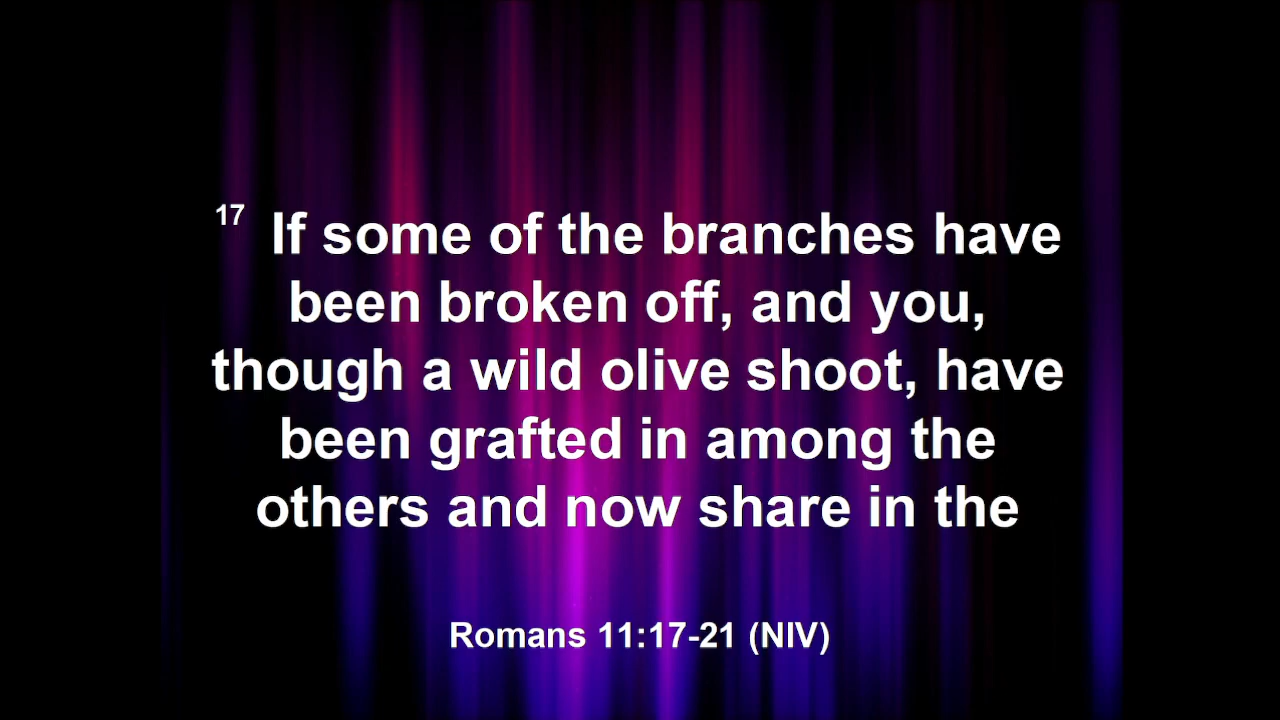 17 If some of the branches have
been broken off, and you,
though a wild olive shoot, have
been grafted in among the
others and now share in the
Romans 11:17-21 (NIV)